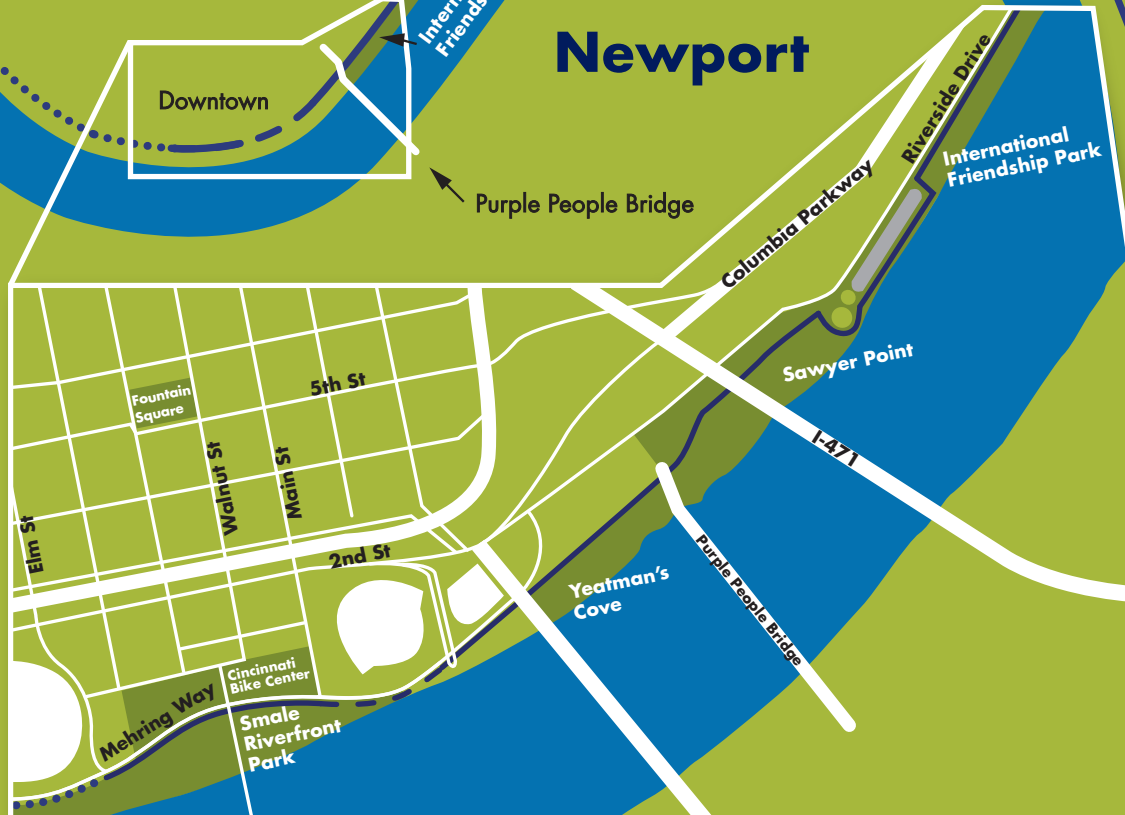 Newport
Downtown
Purple People Bridge
Riverside Drive
International
Friendship Park
Columbia Parkway
Sawyer Point
I-471
Fountain
Square
5th St
Walnut St
Main St
Elm St
2nd St
Purple People Bridge
Yeatman's
Cove
Cincinnati
Bike Center
Mehring Way
Smale
Riverfront
Park